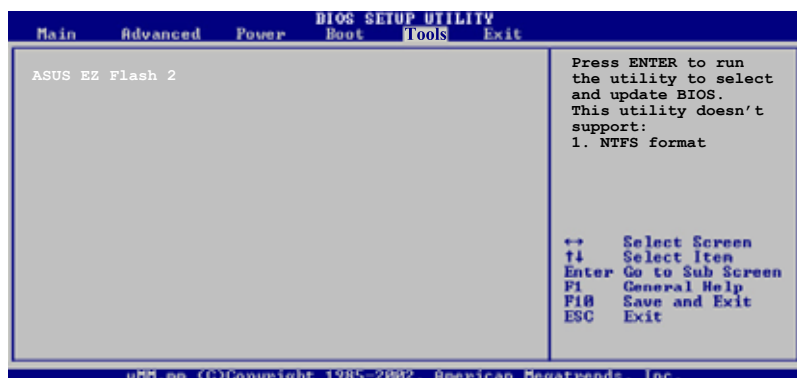 BIOS SETUP UTILITY
Main Advanced Power Boot Tools Exit
ASUS EZ Flash 2
Press ENTER to run
the utility to select
and update BIOS.
This utility doesn't
support:
1. NTFS format
↔ Select Screen
↑↓ Select Item
Enter Go to Sub Screen
F1 General Help
F10 Save and Exit
ESC Exit
(C)Copyright 1985-2002, American Megatrends, Inc.